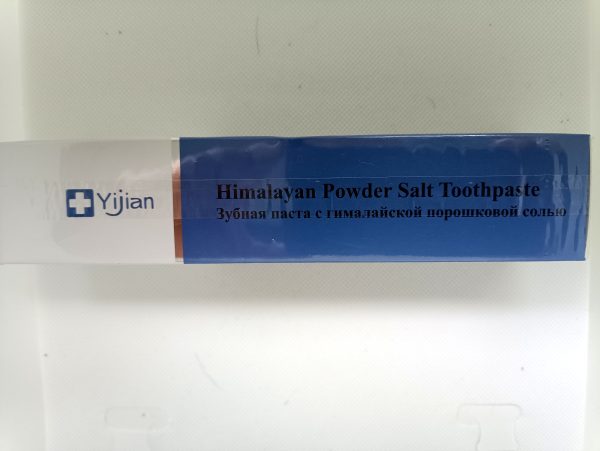 Yijian
Himalayan Powder Salt Toothpaste
Зубная паста с гималайской порошковой солью